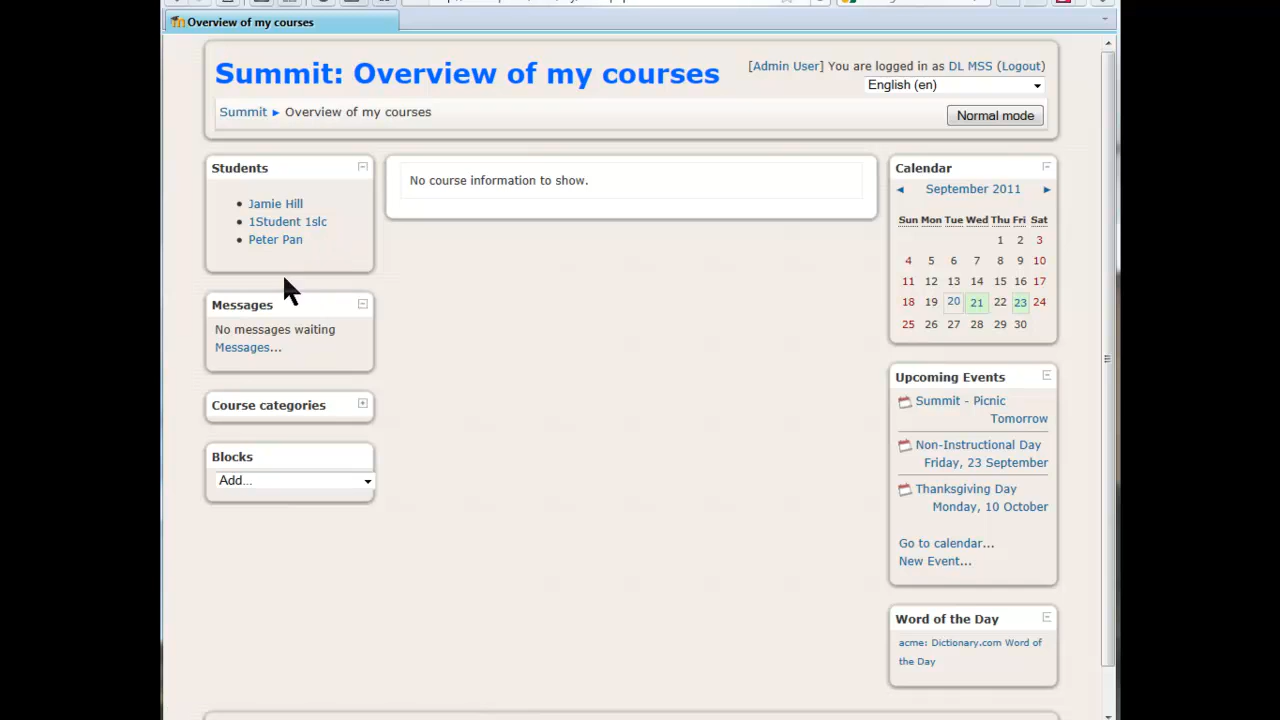 Overview of my courses
Summit: Overview of my courses
[Admin User] You are logged in as DL MSS (Logout)
English (en)
Summit ► Overview of my courses
Normal mode
Students
Jamie Hill
1Student 1slc
Peter Pan
Messages
No messages waiting
Messages...
Course categories
Blocks
Add...
No course information to show.
Calendar
◄ September 2011 ►
Sun Mon Tue Wed Thu Fri Sat
1 2 3
4 5 6 7 8 9 10
11 12 13 14 15 16 17
18 19 20 21 22 23 24
25 26 27 28 29 30
Upcoming Events
Summit - Picnic
Tomorrow
Non-Instructional Day
Friday, 23 September
Thanksgiving Day
Monday, 10 October
Go to calendar...
New Event...
Word of the Day
acme: Dictionary.com Word of
the Day